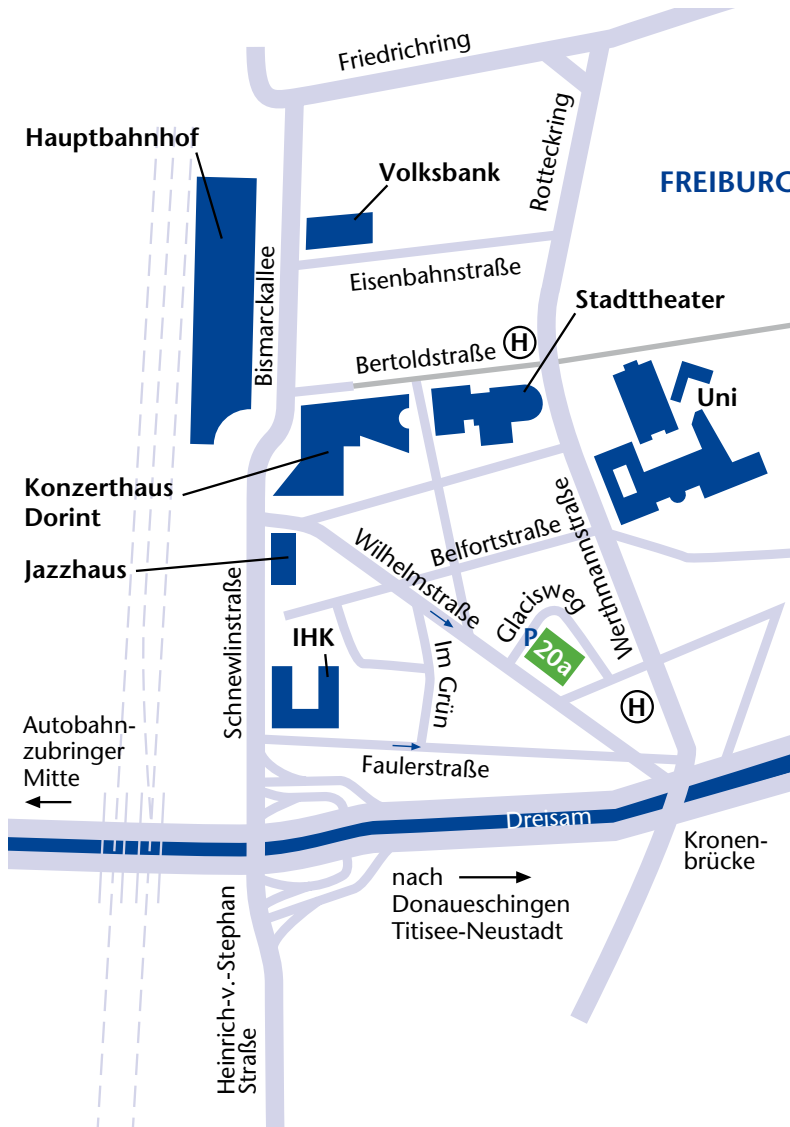 Friedrichring
Hauptbahnhof
Volksbank
Rotteckring
FREIBURG
Bismarckallee
Eisenbahnstraße
Stadttheater
H
Bertoldstraße
Uni
Konzerthaus
Dorint
Jazzhaus
Wilhelmstraße
Belfortstraße
Werthmannstraße
Glacisweg
P
20a
Schnewlinstraße
IHK
Im Grün
H
Autobahn-
zubringer
Mitte
Faulerstraße
Dreisam
Kronen-
brücke
nach
Donaueschingen
Titisee-Neustadt
Heinrich-v.-Stephan
Straße